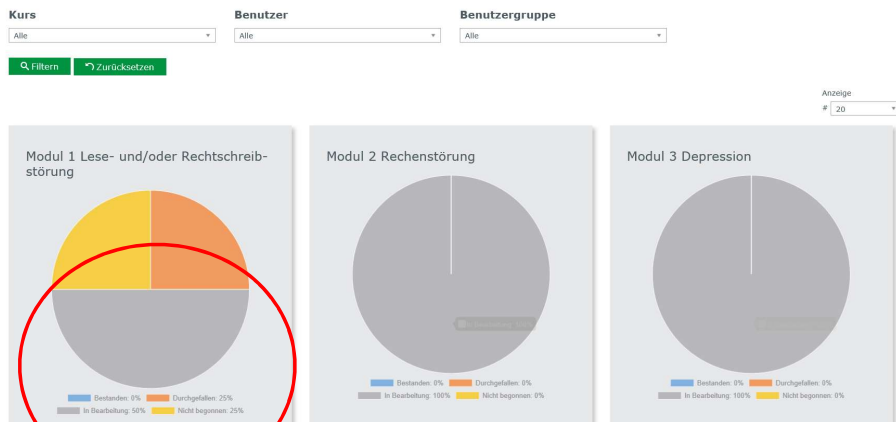 Kurs Benutzer Benutzergruppe
Alle Alle Alle
Filtern Zurücksetzen
Anzeige
# 20
Modul 1 Lese- und/oder Rechtschreib-
störung
Bestanden: 0% Durchgefallen: 25%
In Bearbeitung: 50% Nicht begonnen: 25%
Modul 2 Rechenstörung
Bestanden: 0% Durchgefallen: 0%
In Bearbeitung: 100% Nicht begonnen: 0%
Modul 3 Depression
Bestanden: 0% Durchgefallen: 0%
In Bearbeitung: 100% Nicht begonnen: 0%